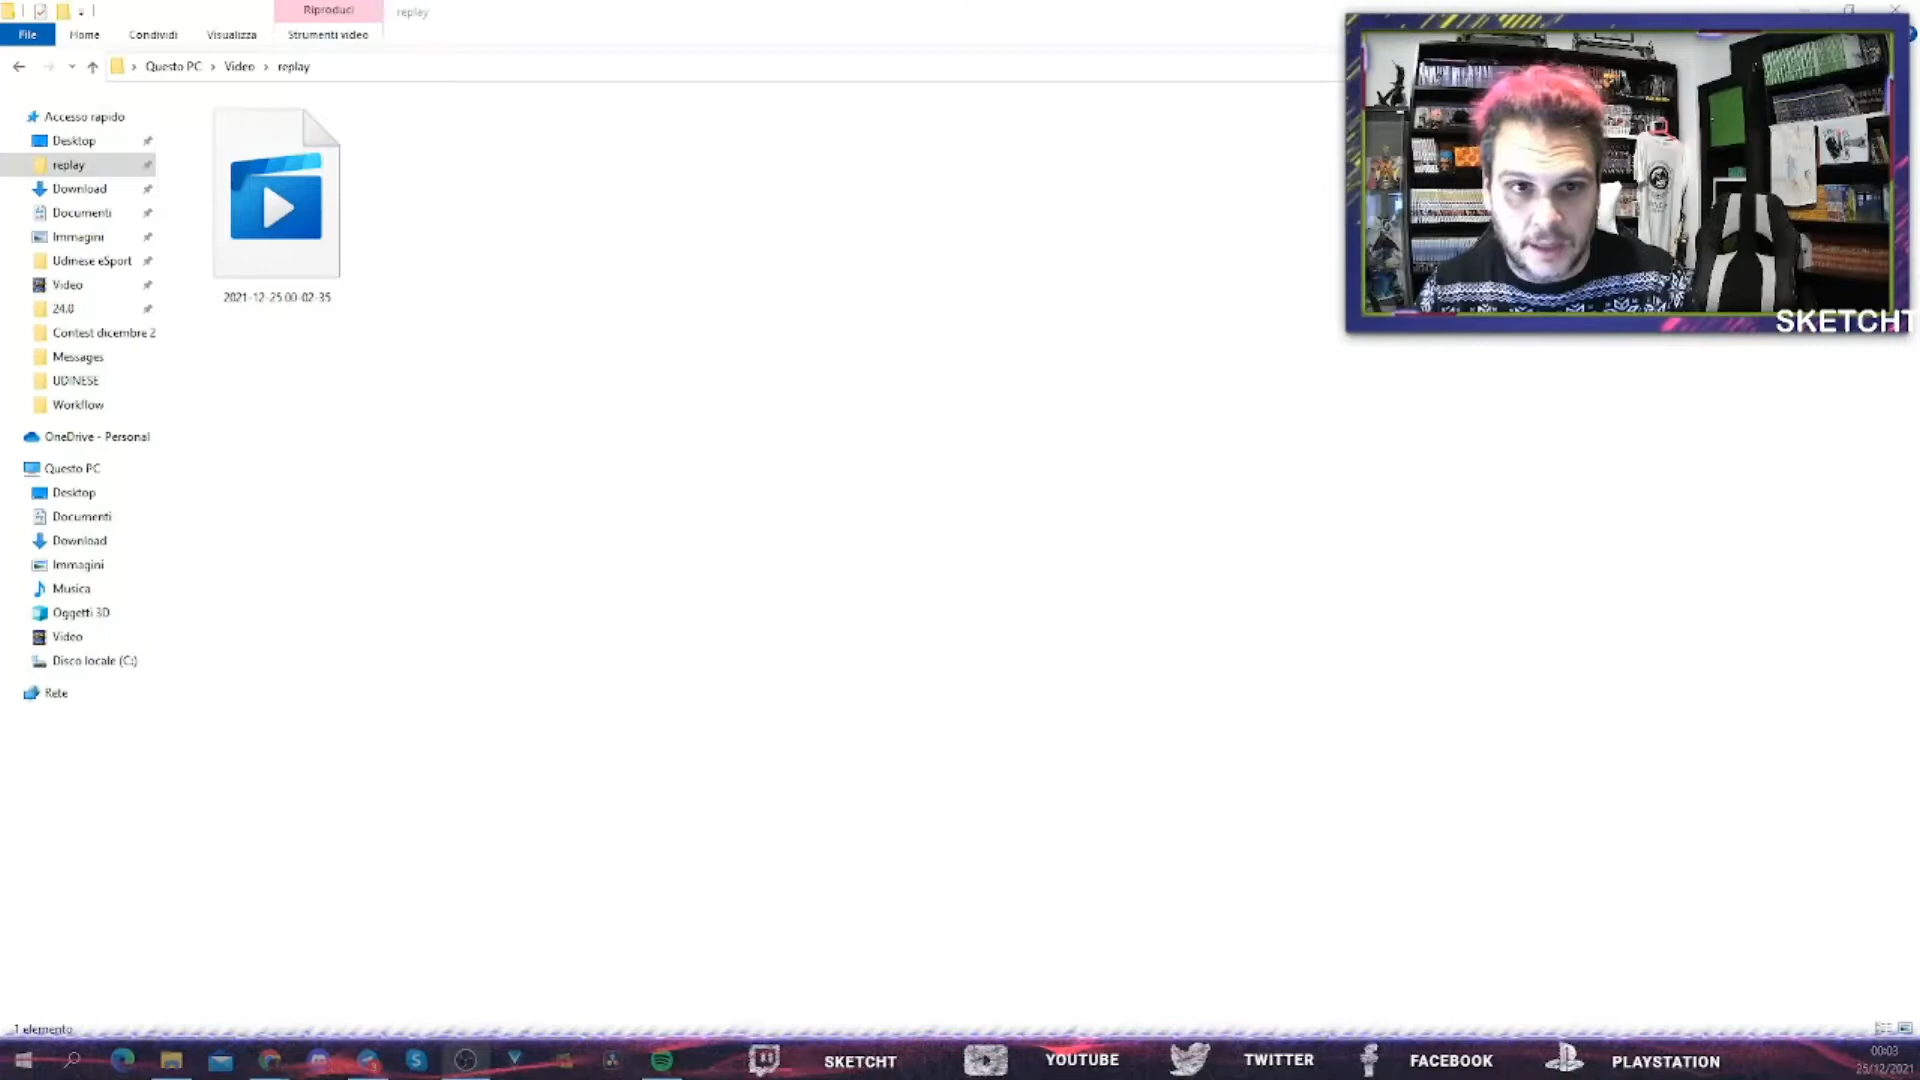 Riproduci
replay
File
Home
Condividi
Visualizza
Strumenti video
Questo PC
Video
replay
Accesso rapido
Desktop
replay
Download
Documenti
Immagini
Udinese eSport
Video
24.0
Contest dicembre 2
Messages
UDINESE
Workflow
OneDrive - Personal
Questo PC
Desktop
Documenti
Download
Immagini
Musica
Oggetti 3D
Video
Disco locale (C:)
Rete
2021-12-25 00-02-35
SKETCHT
1 elemento
SKETCHT
YOUTUBE
TWITTER
FACEBOOK
PLAYSTATION
00:03
25/12/2021